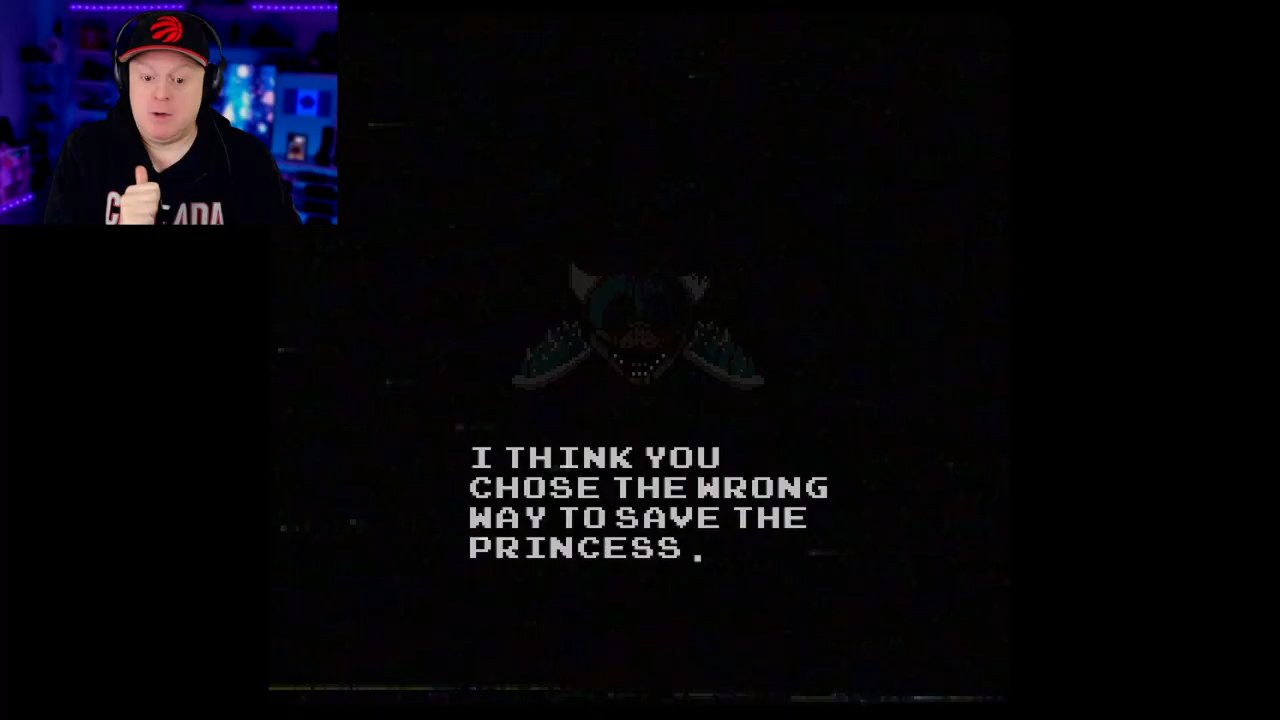 I THINK YOU
CHOSE THE WRONG
WAY TO SAVE THE
PRINCESS.